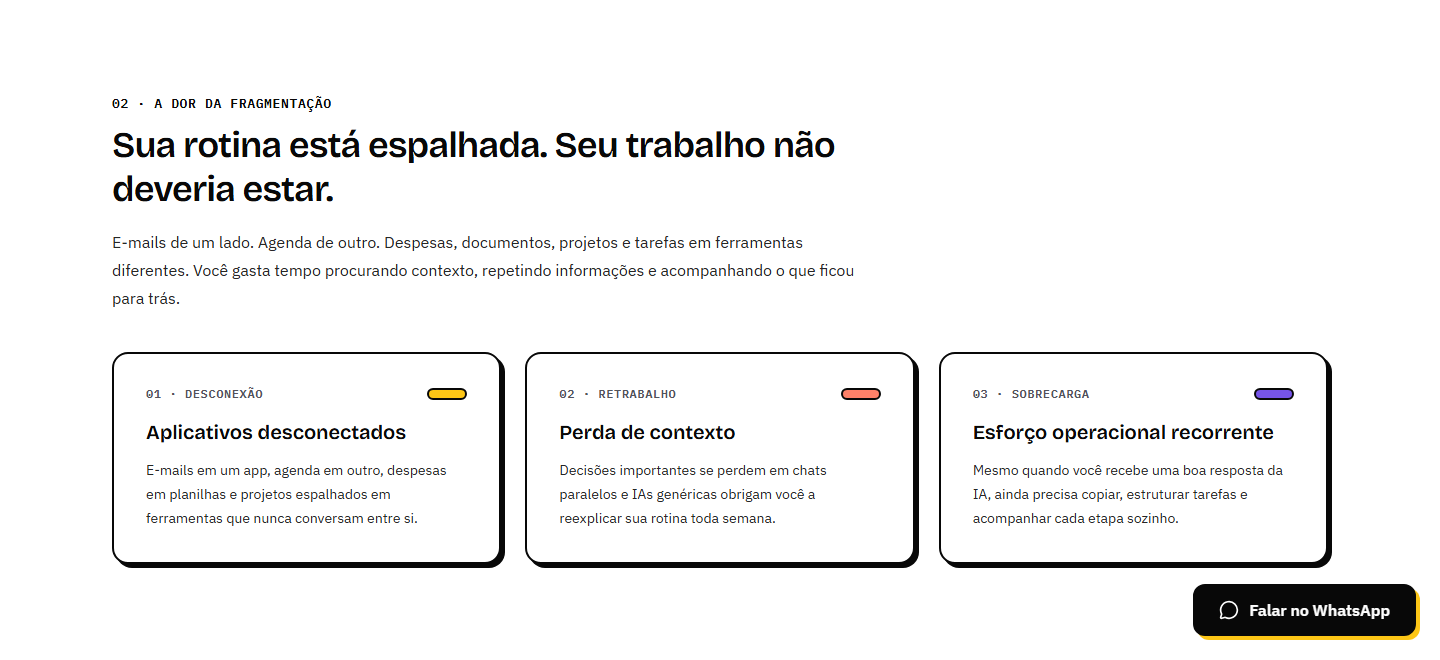 02 · A DOR DA FRAGMENTAÇÃO
Sua rotina está espalhada. Seu trabalho não
deveria estar.
E-mails de um lado. Agenda de outro. Despesas, documentos, projetos e tarefas em ferramentas
diferentes. Você gasta tempo procurando contexto, repetindo informações e acompanhando o que ficou
para trás.
01 · DESCONEXÃO
Aplicativos desconectados
E-mails em um app, agenda em outro, despesas
em planilhas e projetos espalhados em
ferramentas que nunca conversam entre si.
02 · RETRABALHO
Perda de contexto
Decisões importantes se perdem em chats
paralelos e IAs genéricas obrigam você a
reexplicar sua rotina toda semana.
03 · SOBRECARGA
Esforço operacional recorrente
Mesmo quando você recebe uma boa resposta da
IA, ainda precisa copiar, estruturar tarefas e
acompanhar cada etapa sozinho.
Falar no WhatsApp